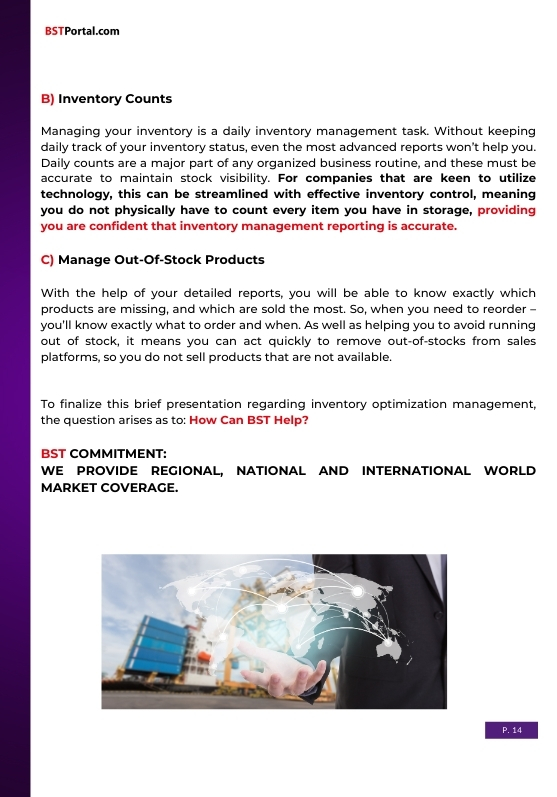 BSTPortal.com
B) Inventory Counts
Managing your inventory is a daily inventory management task. Without keeping
daily track of your inventory status, even the most advanced reports won't help you.
Daily counts are a major part of any organized business routine, and these must be
accurate to maintain stock visibility. For companies that are keen to utilize
technology, this can be streamlined with effective inventory control, meaning
you do not physically have to count every item you have in storage, providing
you are confident that inventory management reporting is accurate.
C) Manage Out-Of-Stock Products
With the help of your detailed reports, you will be able to know exactly which
products are missing, and which are sold the most. So, when you need to reorder –
you'll know exactly what to order and when. As well as helping you to avoid running
out of stock, it means you can act quickly to remove out-of-stocks from sales
platforms, so you do not sell products that are not available.
To finalize this brief presentation regarding inventory optimization management,
the question arises as to: How Can BST Help?
BST COMMITMENT:
WE PROVIDE REGIONAL, NATIONAL AND INTERNATIONAL WORLD
MARKET COVERAGE.
P. 14